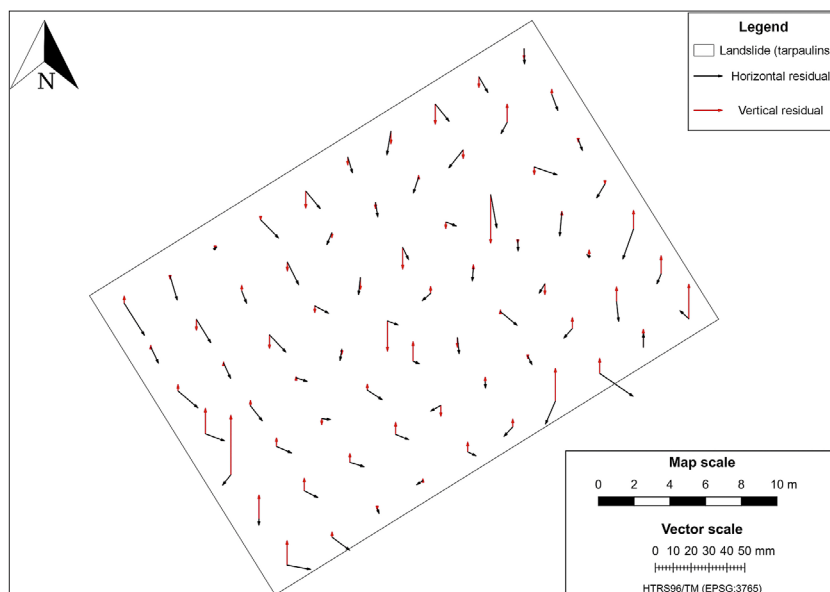 N
Legend
Landslide (tarpaulins
Horizontal residual
Vertical residual
Map scale
0 2 4 6 8 10 m
Vector scale
0 10 20 30 40 50 mm
HTRS96/TM (EPSG:3765)